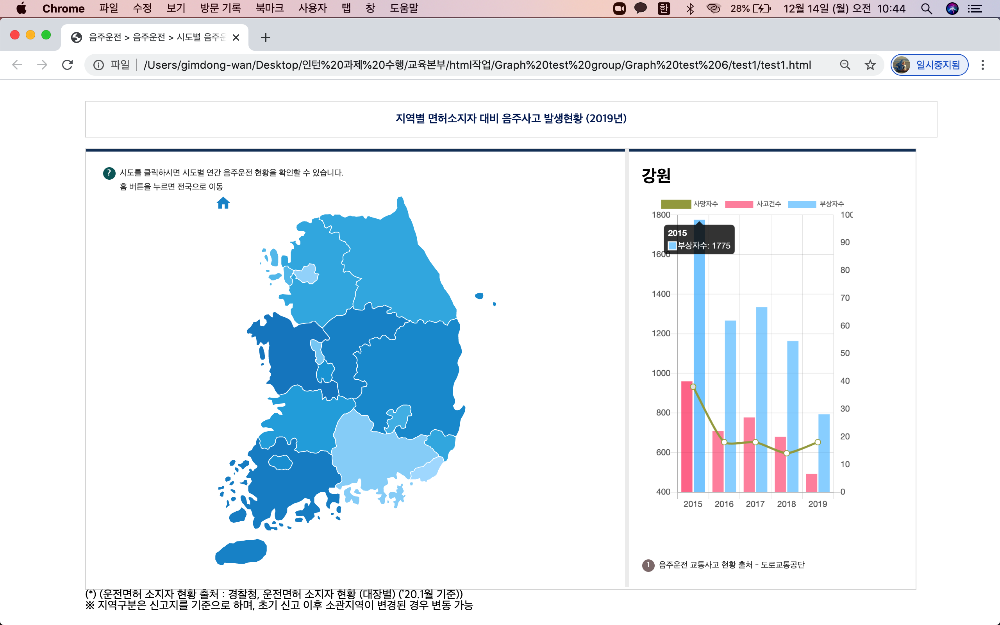 Chrome 파일 수정 보기 방문 기록 북마크 사용자 탭 창 도움말 한 28% 12월 14일 (월) 오전 10:44
음주운전 > 음주운전 > 시도별 음주운
파일 /Users/gimdong-wan/Desktop/인턴%20과제%20수행/교육본부/html작업/Graph%20test%20group/Graph%20test%206/test1/test1.html 일시중지됨
지역별 면허소지자 대비 음주사고 발생현황 (2019년)
? 시도를 클릭하시면 시도별 연간 음주운전 현황을 확인할 수 있습니다.
홈 버튼을 누르면 전국으로 이동
강원
사망자수 사고건수 부상자수
1800 100
2015
부상자수: 1775
90
1600
80
1400 70
60
1200
50
1000 40
30
800
20
600
10
400 0
2015 2016 2017 2018 2019
1 음주운전 교통사고 현황 출처 - 도로교통공단
(*) (운전면허 소지자 현황 출처 : 경찰청, 운전면허 소지자 현황 (대장별) (’20.1월 기준))
※ 지역구분은 신고지를 기준으로 하며, 초기 신고 이후 소관지역이 변경된 경우 변동 가능